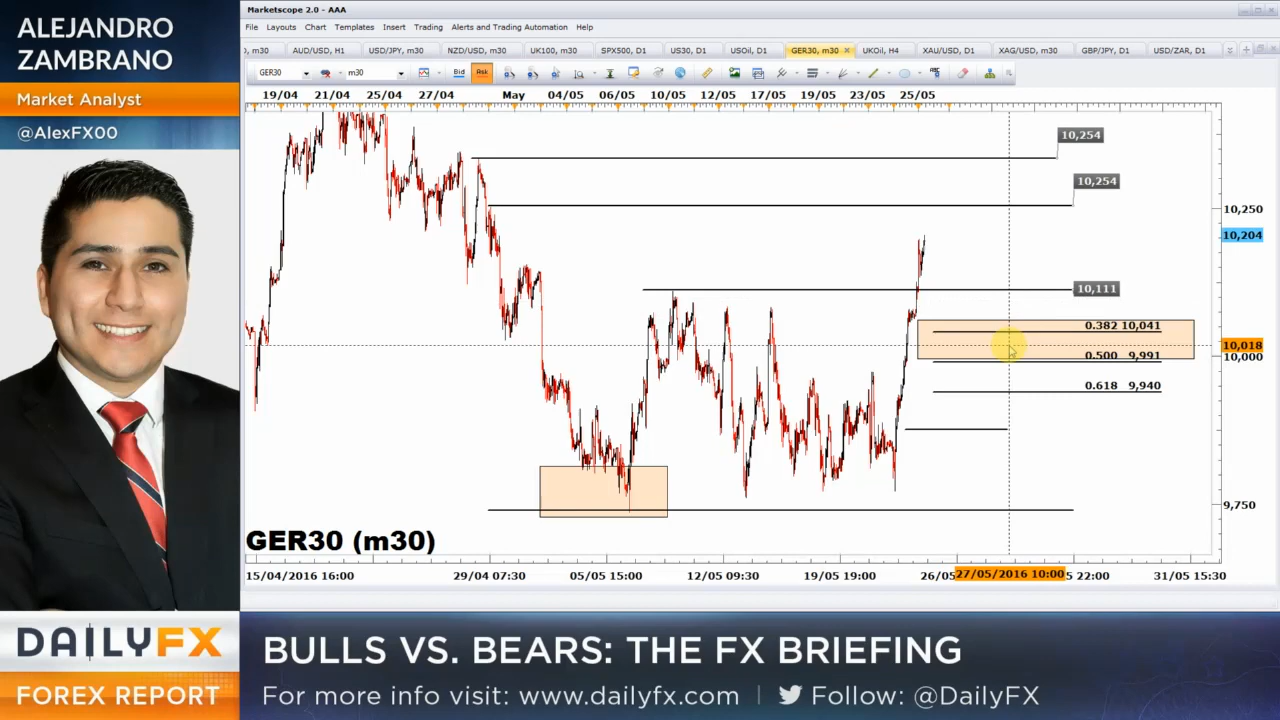 ALEJANDRO
ZAMBRANO
Market Analyst
@AlexFX00
Marketscope 2.0 - AAA
File Layouts Chart Templates Insert Trading Alerts and Trading Automation Help
), m30 AUD/USD, H1 USD/JPY, m30 NZD/USD, m30 UK100, m30 SPX500, D1 US30, D1 USOil, D1 GER30, m30 UKOil, H4 XAU/USD, D1 XAG/USD, m30 GBP/JPY, D1 USD/ZAR, D1
GER30 m30 Bid Ask
19/04 21/04 25/04 27/04 May 04/05 06/05 10/05 12/05 17/05 19/05 23/05 25/05
10,254
10,254
10,250
10,204
10,111
0.382 10,041
10,018
0.500 9,991
10,000
0.618 9,940
9,750
GER30 (m30)
15/04/2016 16:00 29/04 07:30 05/05 15:00 12/05 09:30 19/05 19:00 26/05 27/05/2016 10:00 5 22:00 31/05 15:30
DAILYFX
FOREX REPORT
BULLS VS. BEARS: THE FX BRIEFING
For more info visit: www.dailyfx.com | Follow: @DailyFX